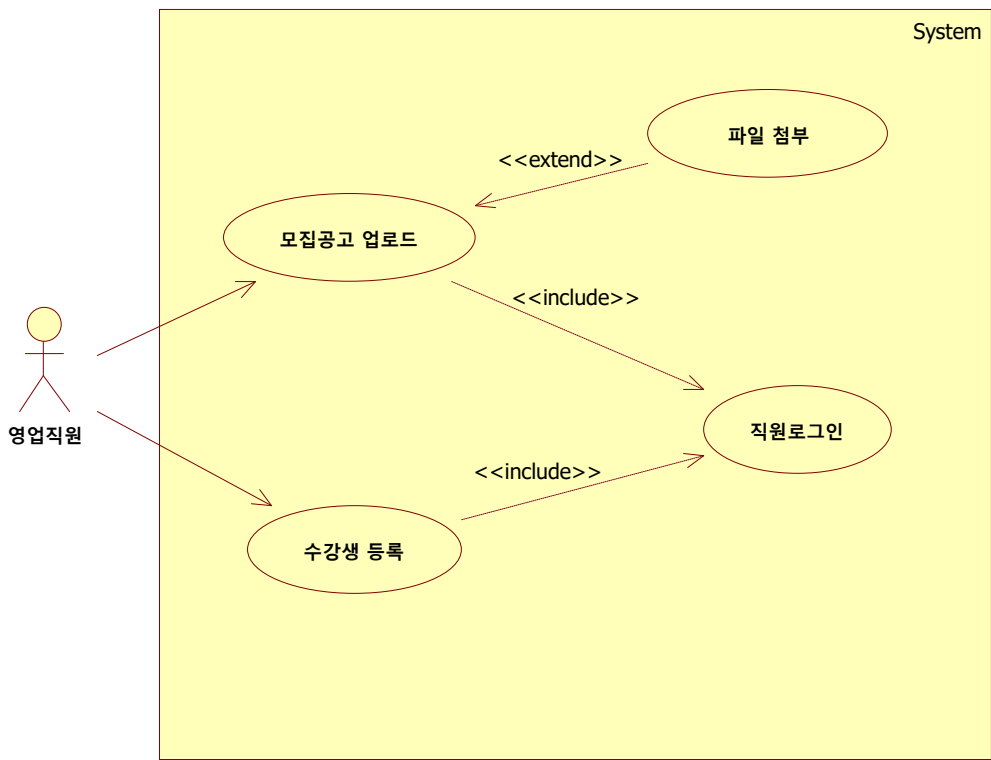 System
파일 첨부
<<extend>>
모집공고 업로드
<<include>>
영업직원
직원로그인
<<include>>
수강생 등록